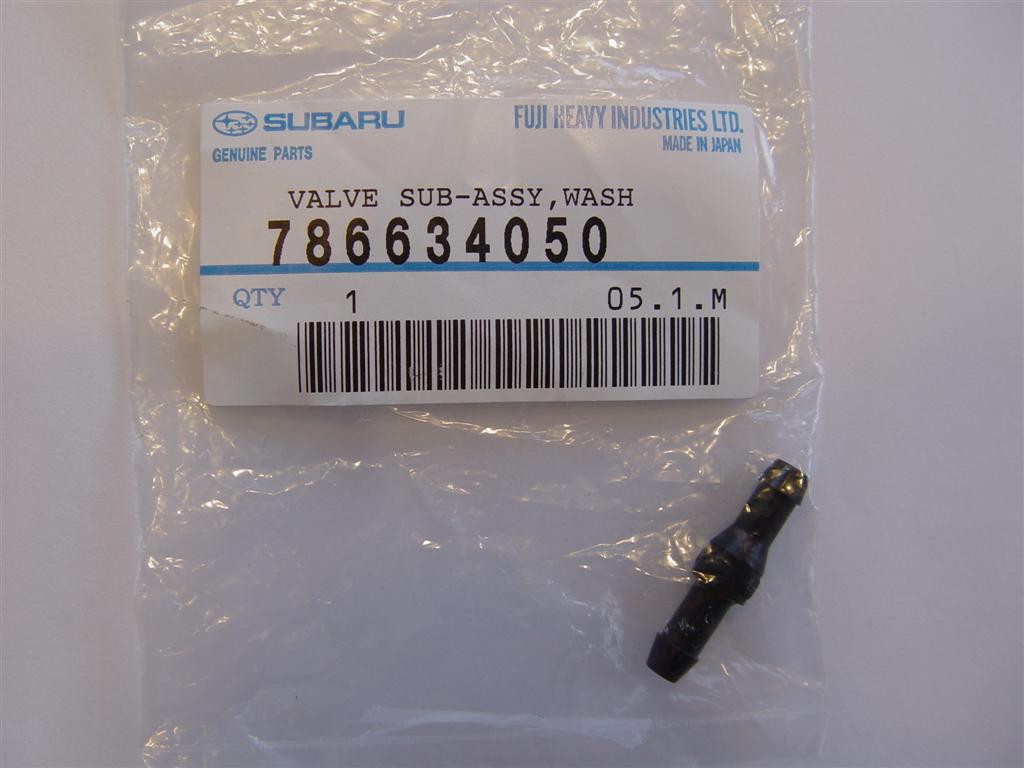 SUBARU
FUJI HEAVY INDUSTRIES LTD.
GENUINE PARTS
MADE IN JAPAN
VALVE SUB-ASSY,WASH
786634050
QTY 1 05.1.M